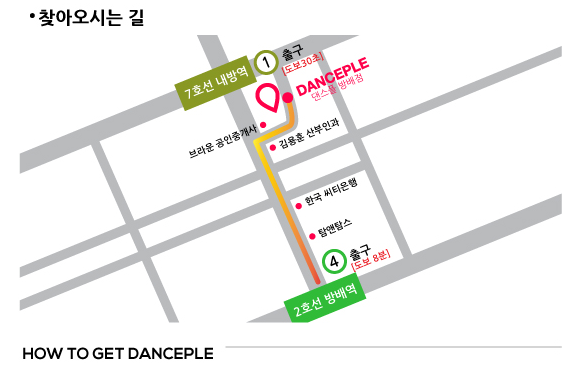 • 찾아오시는 길
1
출구
[도보30초]
7호선 내방역
DANCEPLE
댄스플 방배점
브라운 공인중개사
김용훈 산부인과
한국 씨티은행
탐앤탐스
4
출구
[도보 8분]
2호선 방배역
HOW TO GET DANCEPLE